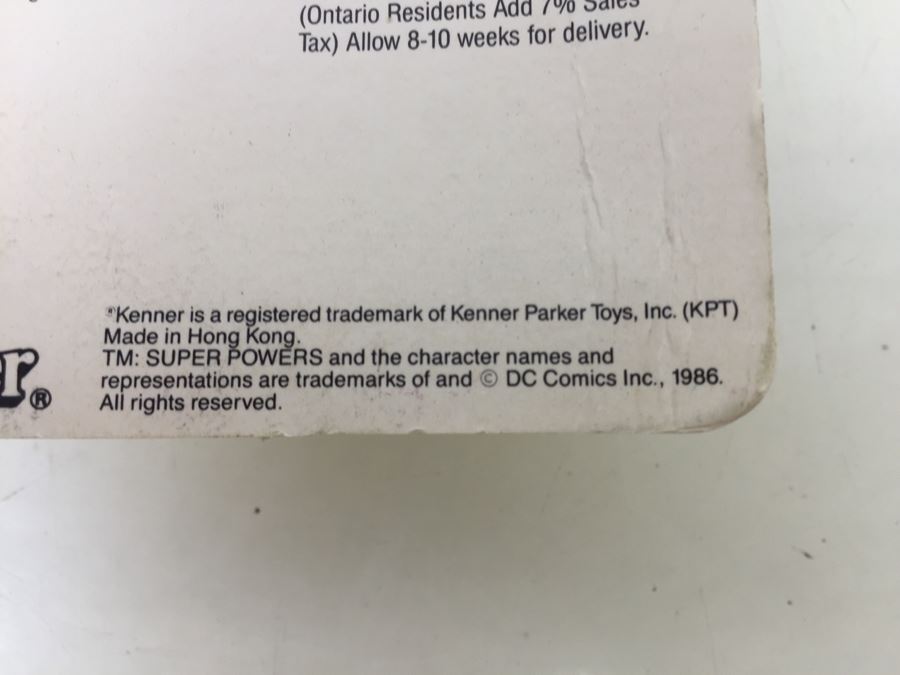 (Ontario Residents Add 7% Sales
Tax) Allow 8-10 weeks for delivery.
®Kenner is a registered trademark of Kenner Parker Toys, Inc. (KPT)
Made in Hong Kong.
TM: SUPER POWERS and the character names and
representations are trademarks of and © DC Comics Inc., 1986.
All rights reserved.
r®